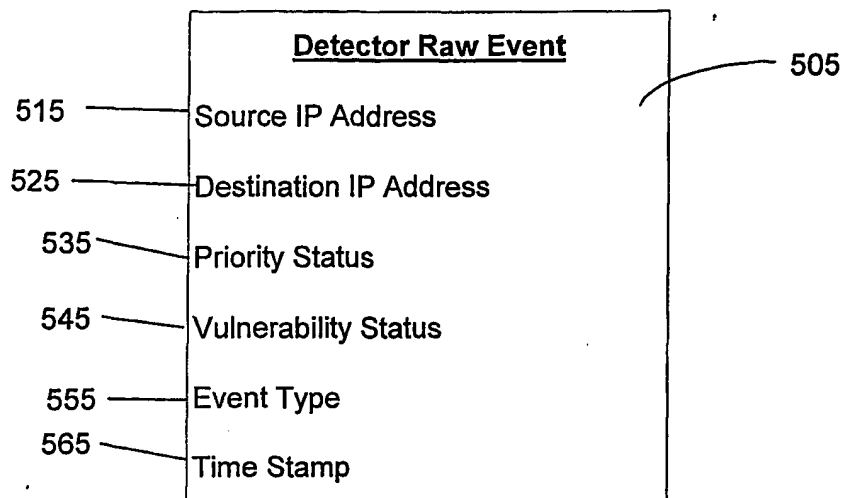 Detector Raw Event
505
515 Source IP Address
525 Destination IP Address
535 Priority Status
545 Vulnerability Status
555 Event Type
565 Time Stamp